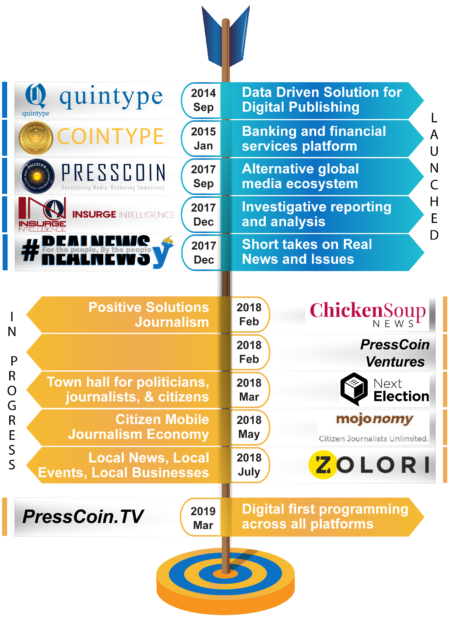 quintype
quintype
2014
Sep
Data Driven Solution for
Digital Publishing
COINTYPE
2015
Jan
Banking and financial
services platform
PRESSCOIN
Revitalizing Media. Restoring Democracy.
2017
Sep
Alternative global
media ecosystem
INSURGE
INTELLIGENCE
INSURGE INTELLIGENCE
2017
Dec
Investigative reporting
and analysis
#REALNEWSy
For the people, By the people
2017
Dec
Short takes on Real
News and Issues
LAUNCHED
IN PROGRESS
Positive Solutions
Journalism
2018
Feb
ChickenSoup
NEWS
2018
Feb
PressCoin
Ventures
Town hall for politicians,
journalists, & citizens
2018
Mar
Next
Election
Citizen Mobile
Journalism Economy
2018
May
mojonomy
Citizen Journalists Unlimited.
Local News, Local
Events, Local Businesses
2018
July
ZOLORI
PressCoin.TV
2019
Mar
Digital first programming
across all platforms